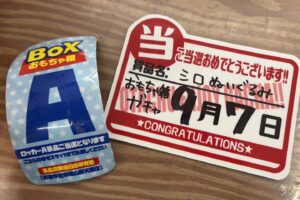 BOX
おもちゃ箱
A
ロッカーA景品ご当選となります
当
ご当選おめでとうございます!!
賞品名: ミロ ぬいぐるみ
おもちゃ箱
ガチャ
9月7日
★CONGRATULATIONS★